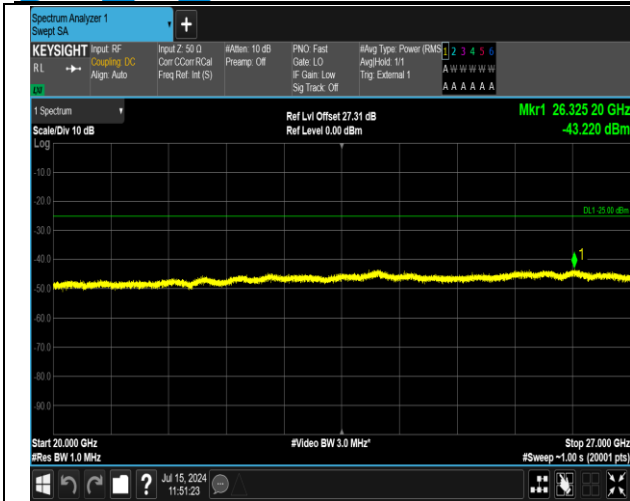 Spectrum Analyzer 1
Swept SA
+
KEYSIGHT Input: RF Input Z: 50 Ω #Atten: 10 dB PNO: Fast #Avg Type: Power (RMS 1 2 3 4 5 6
RL Coupling: DC Corr CCorr RCal Preamp: Off Gate: LO Avg|Hold: 1/1 A W W W W W
Align: Auto Freq Ref: Int (S) IF Gain: Low Trig: External 1
Sig Track: Off A A A A A A
LXI
1 Spectrum Ref Lvl Offset 27.31 dB Mkr1 26.325 20 GHz
Scale/Div 10 dB Ref Level 0.00 dBm -43.220 dBm
Log
-10.0
-20.0
DL1 -25.00 dBm
-30.0
-40.0
1
-50.0
-60.0
-70.0
-80.0
-90.0
Start 20.000 GHz #Video BW 3.0 MHz* Stop 27.000 GHz
#Res BW 1.0 MHz #Sweep ~1.00 s (20001 pts)
? Jul 15, 2024
11:51:23